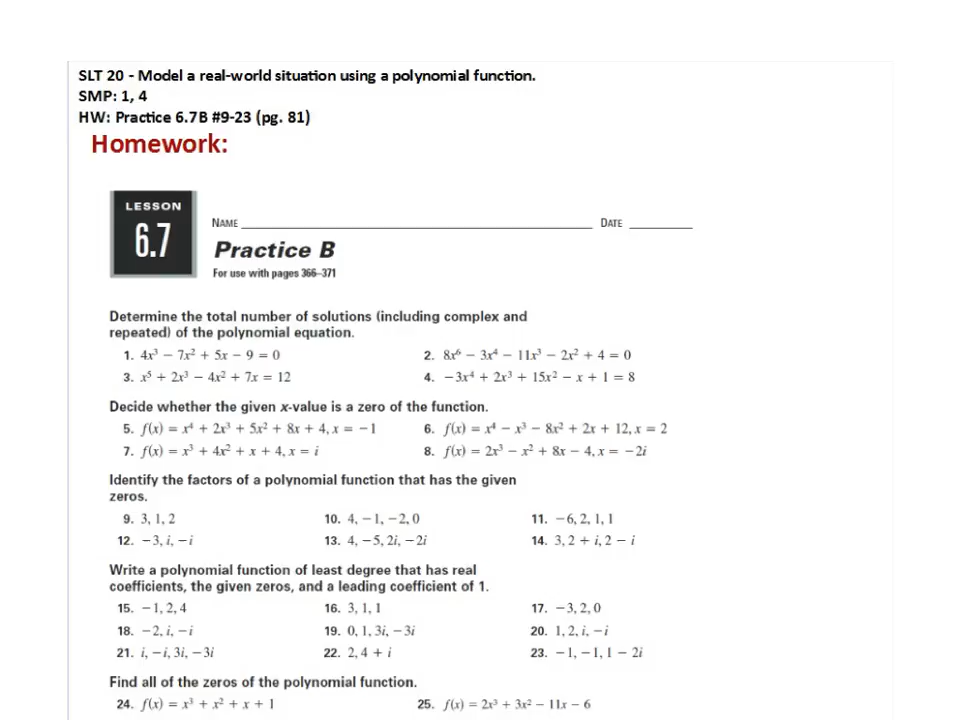 SLT 20 - Model a real-world situation using a polynomial function.
SMP: 1, 4
HW: Practice 6.7B #9-23 (pg. 81)
Homework:
LESSON
6.7
NAME DATE
Practice B
For use with pages 366–371
Determine the total number of solutions (including complex and
repeated) of the polynomial equation.
1. 4x³ − 7x² + 5x − 9 = 0 2. 8x⁶ − 3x⁴ − 11x³ − 2x² + 4 = 0
3. x⁵ + 2x³ − 4x² + 7x = 12 4. −3x⁴ + 2x³ + 15x² − x + 1 = 8
Decide whether the given x-value is a zero of the function.
5. f(x) = x⁴ + 2x³ + 5x² + 8x + 4, x = −1 6. f(x) = x⁴ − x³ − 8x² + 2x + 12, x = 2
7. f(x) = x³ + 4x² + x + 4, x = i 8. f(x) = 2x³ − x² + 8x − 4, x = −2i
Identify the factors of a polynomial function that has the given
zeros.
9. 3, 1, 2 10. 4, −1, −2, 0 11. −6, 2, 1, 1
12. −3, i, −i 13. 4, −5, 2i, −2i 14. 3, 2 + i, 2 − i
Write a polynomial function of least degree that has real
coefficients, the given zeros, and a leading coefficient of 1.
15. −1, 2, 4 16. 3, 1, 1 17. −3, 2, 0
18. −2, i, −i 19. 0, 1, 3i, −3i 20. 1, 2, i, −i
21. i, −i, 3i, −3i 22. 2, 4 + i 23. −1, −1, 1 − 2i
Find all of the zeros of the polynomial function.
24. f(x) = x³ + x² + x + 1 25. f(x) = 2x³ + 3x² − 11x − 6